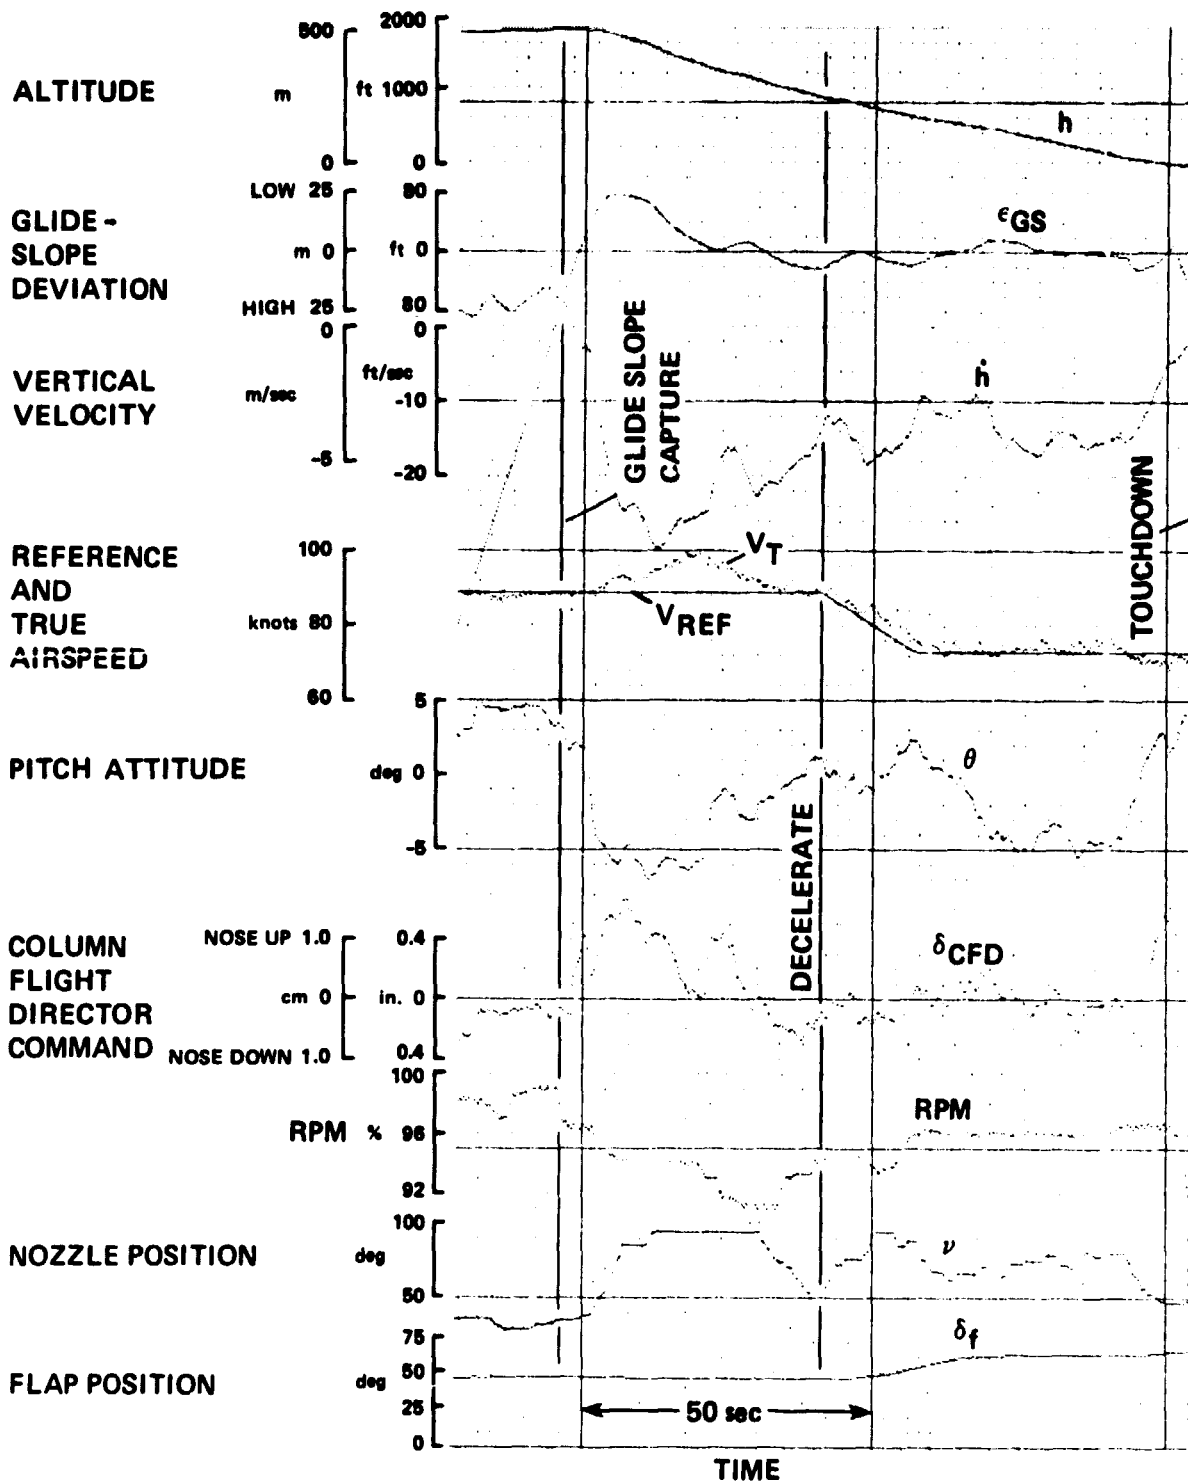 500
2000
ALTITUDE
m
ft 1000
h
0
0
LOW 25
80
GLIDE-
SLOPE
DEVIATION
m 0
ft 0
εGS
HIGH 25
80
0
0
VERTICAL
VELOCITY
m/sec
ft/sec
-10
ḣ
-5
-20
GLIDE SLOPE
CAPTURE
TOUCHDOWN
REFERENCE
AND
TRUE
AIRSPEED
100
knots 80
60
VT
VREF
5
PITCH ATTITUDE
deg 0
θ
-5
DECELERATE
COLUMN
FLIGHT
DIRECTOR
COMMAND
NOSE UP 1.0
0.4
cm 0
in. 0
δCFD
NOSE DOWN 1.0
0.4
100
RPM % 96
RPM
92
100
NOZZLE POSITION
deg
ν
50
75
δf
FLAP POSITION
deg
50
25
0
50 sec
TIME